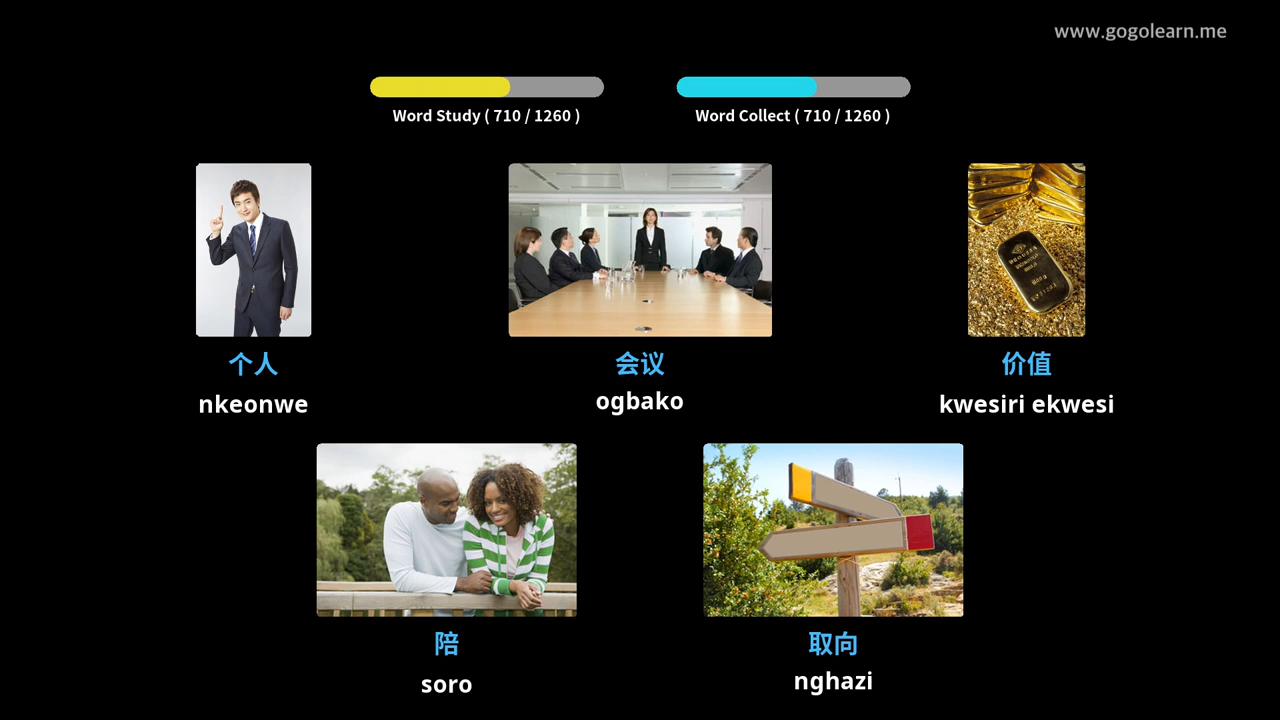 www.gogolearn.me
Word Study ( 710 / 1260 )
Word Collect ( 710 / 1260 )
个人
nkeonwe
会议
ogbako
价值
kwesiri ekwesi
陪
soro
取向
nghazi